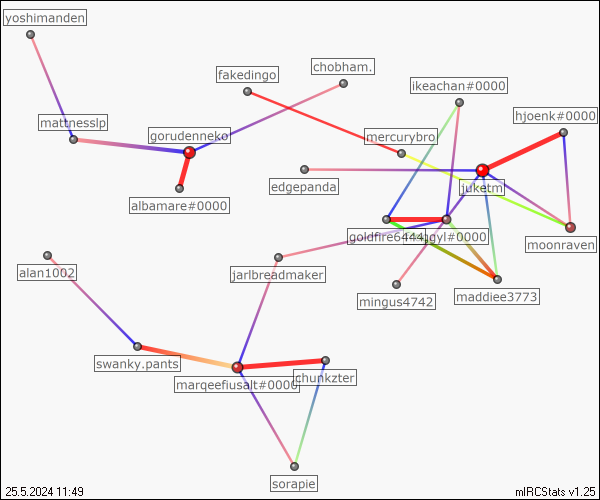 yoshimanden
chobham.
fakedingo
ikeachan#0000
hjoenk#0000
mattnesslp
gorudenneko
mercurybro
edgepanda
juketm
albamare#0000
goldfire6444
gyl#0000
moonraven
alan1002
jarlbreadmaker
mingus4742
maddiee3773
swanky.pants
marqeefiusalt#0000
chunkzter
sorapie
25.5.2024 11:49
mIRCStats v1.25